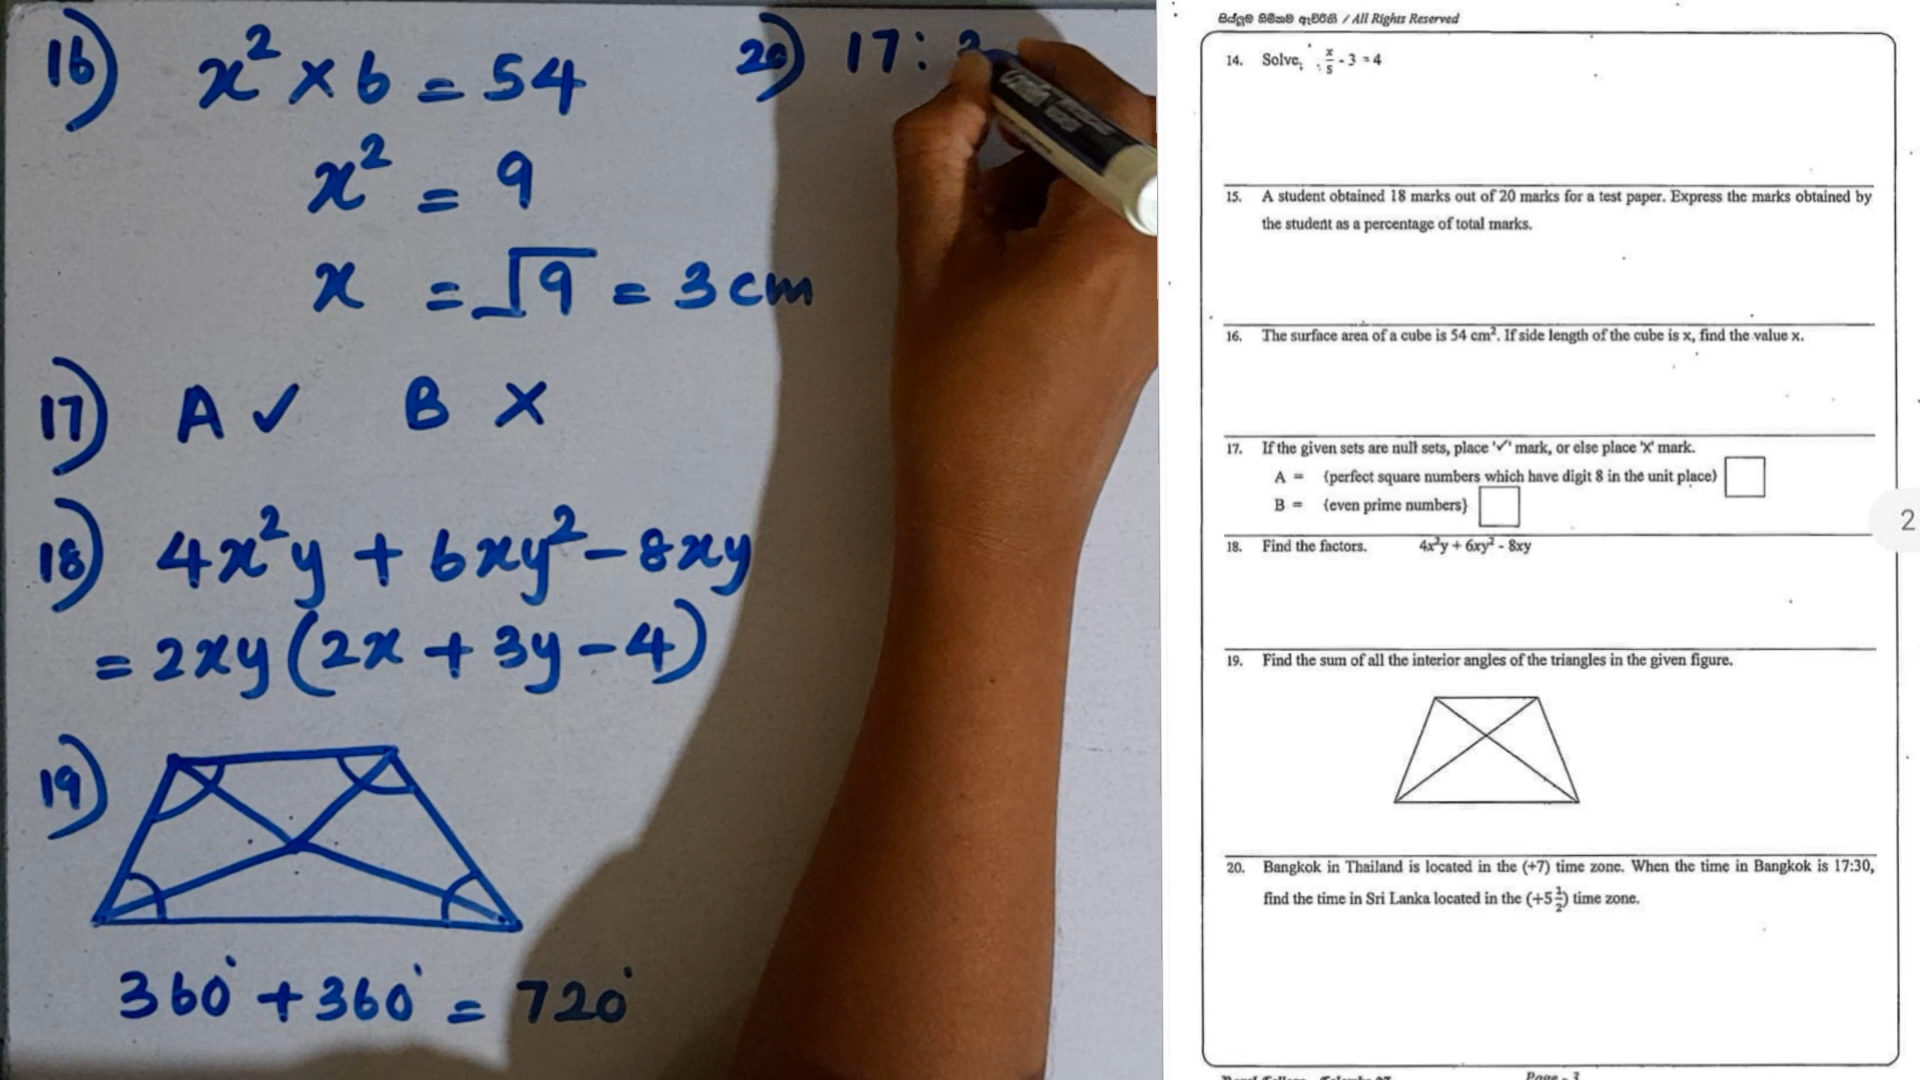 16) x² × 6 = 54
x² = 9
x = √9 = 3 cm
17) A ✓ B ×
18) 4x²y + 6xy² − 8xy
= 2xy(2x + 3y − 4)
19)
360° + 360° = 720°
20) 17:
/ All Rights Reserved
14. Solve, x/5 - 3 = 4
15. A student obtained 18 marks out of 20 marks for a test paper. Express the marks obtained by
the student as a percentage of total marks.
16. The surface area of a cube is 54 cm². If side length of the cube is x, find the value x.
17. If the given sets are null sets, place '✓' mark, or else place 'x' mark.
A = {perfect square numbers which have digit 8 in the unit place}
B = {even prime numbers}
18. Find the factors. 4x²y + 6xy² - 8xy
19. Find the sum of all the interior angles of the triangles in the given figure.
20. Bangkok in Thailand is located in the (+7) time zone. When the time in Bangkok is 17:30,
find the time in Sri Lanka located in the (+5½) time zone.
2
Page - 3